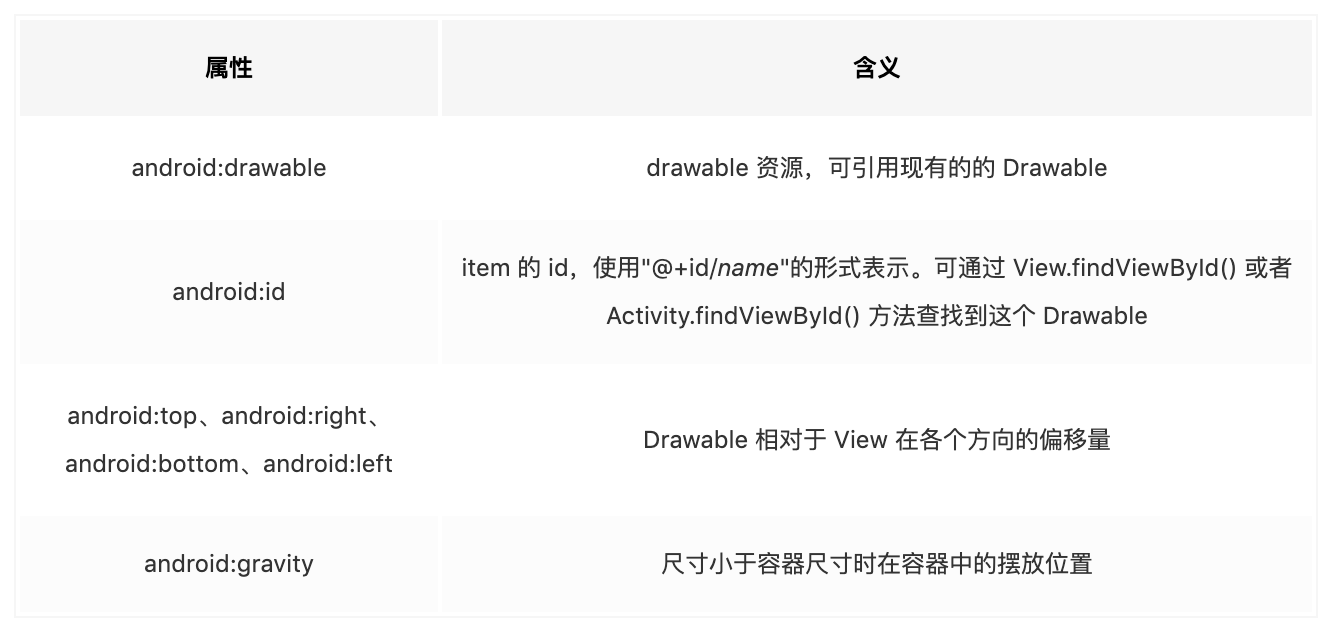 属性
含义
android:drawable
drawable 资源，可引用现有的的 Drawable
android:id
item 的 id，使用"@+id/name"的形式表示。可通过 View.findViewById() 或者
Activity.findViewById() 方法查找到这个 Drawable
android:top、android:right、
android:bottom、android:left
Drawable 相对于 View 在各个方向的偏移量
android:gravity
尺寸小于容器尺寸时在容器中的摆放位置